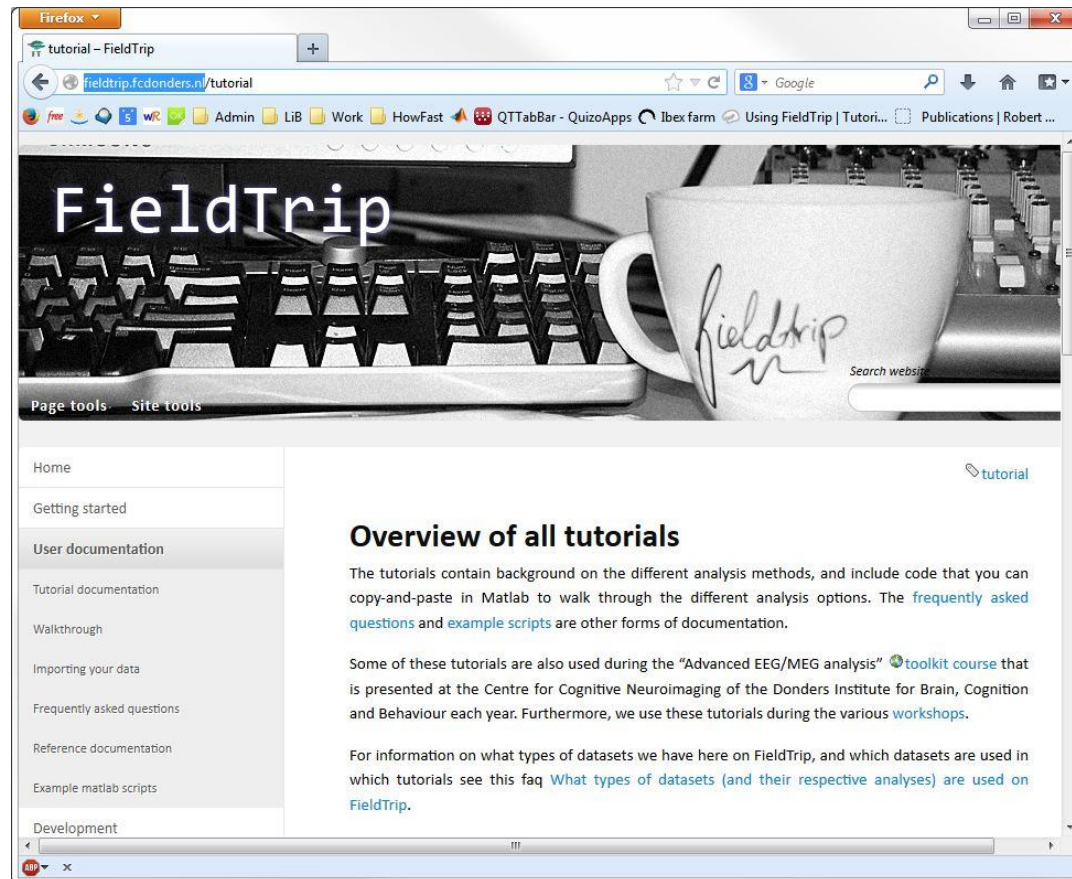 Firefox
tutorial – FieldTrip
fieldtrip.fcdonders.nl/tutorial
Google
free
wR
Admin
LiB
Work
HowFast
QTTabBar - QuizoApps
Ibex farm
Using FieldTrip | Tutori...
Publications | Robert ...
FieldTrip
fieldtrip
Search website
Page tools
Site tools
Home
tutorial
Getting started
User documentation
Tutorial documentation
Walkthrough
Importing your data
Frequently asked questions
Reference documentation
Example matlab scripts
Development
Overview of all tutorials
The tutorials contain background on the different analysis methods, and include code that you can
copy-and-paste in Matlab to walk through the different analysis options. The frequently asked
questions and example scripts are other forms of documentation.
Some of these tutorials are also used during the “Advanced EEG/MEG analysis” toolkit course that
is presented at the Centre for Cognitive Neuroimaging of the Donders Institute for Brain, Cognition
and Behaviour each year. Furthermore, we use these tutorials during the various workshops.
For information on what types of datasets we have here on FieldTrip, and which datasets are used in
which tutorials see this faq What types of datasets (and their respective analyses) are used on
FieldTrip.
ABP